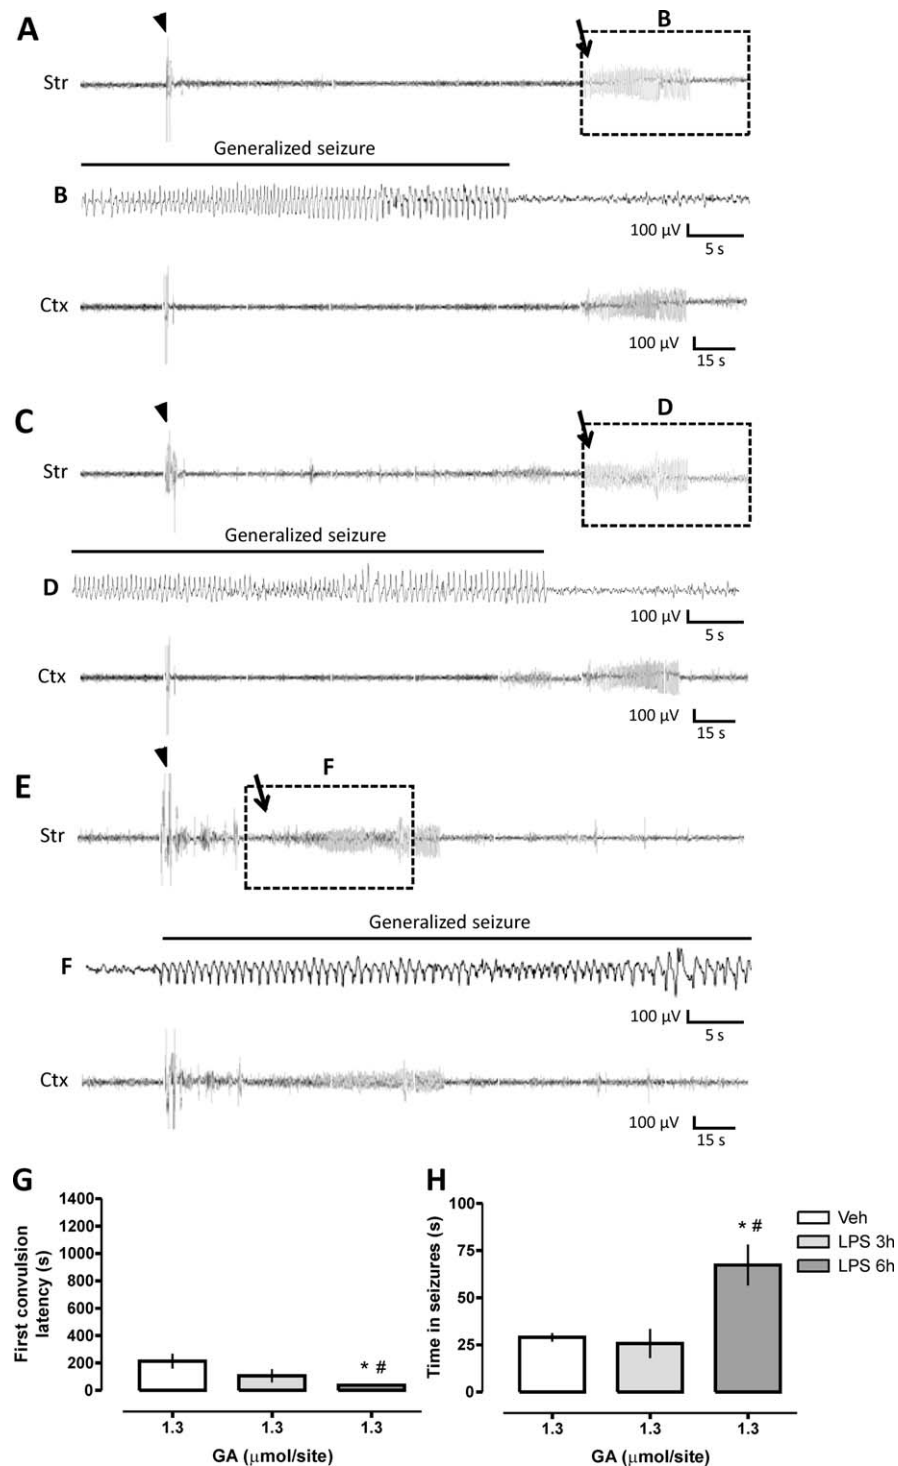 A
B
Str
Generalized seizure
B
100 µV
5 s
Ctx
100 µV
15 s
C
D
Str
Generalized seizure
D
100 µV
5 s
Ctx
100 µV
15 s
E
F
Str
Generalized seizure
F
100 µV
5 s
Ctx
100 µV
15 s
G
First convulsion
latency (s)
1400
1200
1000
800
600
400
200
0
* #
1.3 1.3 1.3
GA (µmol/site)
H
Time in seizures (s)
100
75
50
25
0
* #
1.3 1.3 1.3
GA (µmol/site)
Veh
LPS 3h
LPS 6h